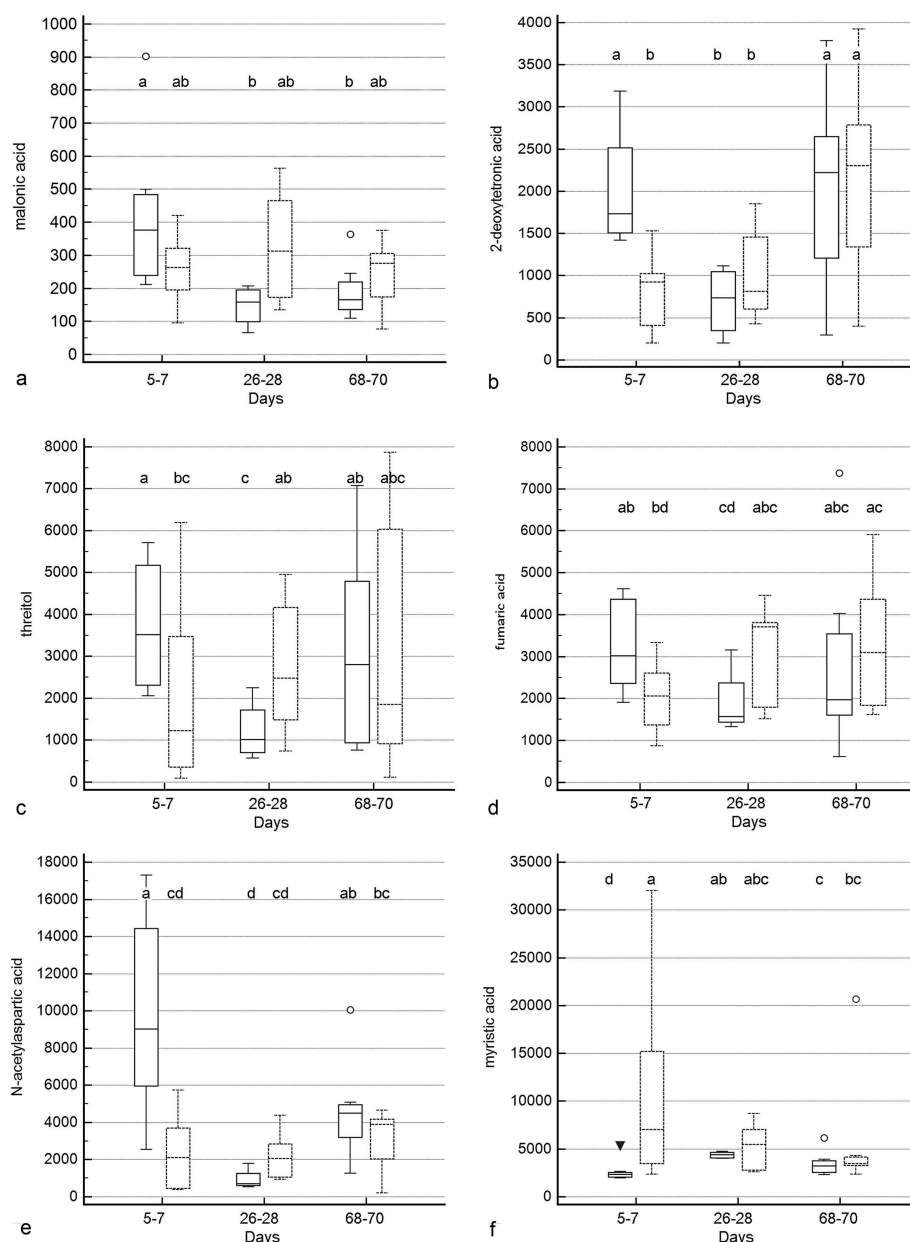 1000
900
800
700
600
500
400
300
200
100
0
malonic acid
a ab b ab b ab
5-7 26-28 68-70
Days
a
4000
3500
3000
2500
2000
1500
1000
500
0
2-deoxytetronic acid
a b b b a a
5-7 26-28 68-70
Days
b
8000
7000
6000
5000
4000
3000
2000
1000
0
threitol
a bc c ab ab abc
5-7 26-28 68-70
Days
c
8000
7000
6000
5000
4000
3000
2000
1000
0
fumaric acid
ab bd cd abc abc ac
5-7 26-28 68-70
Days
d
18000
16000
14000
12000
10000
8000
6000
4000
2000
0
N-acetylaspartic acid
a cd d cd ab bc
5-7 26-28 68-70
Days
e
35000
30000
25000
20000
15000
10000
5000
0
myristic acid
d a ab abc c bc
5-7 26-28 68-70
Days
f